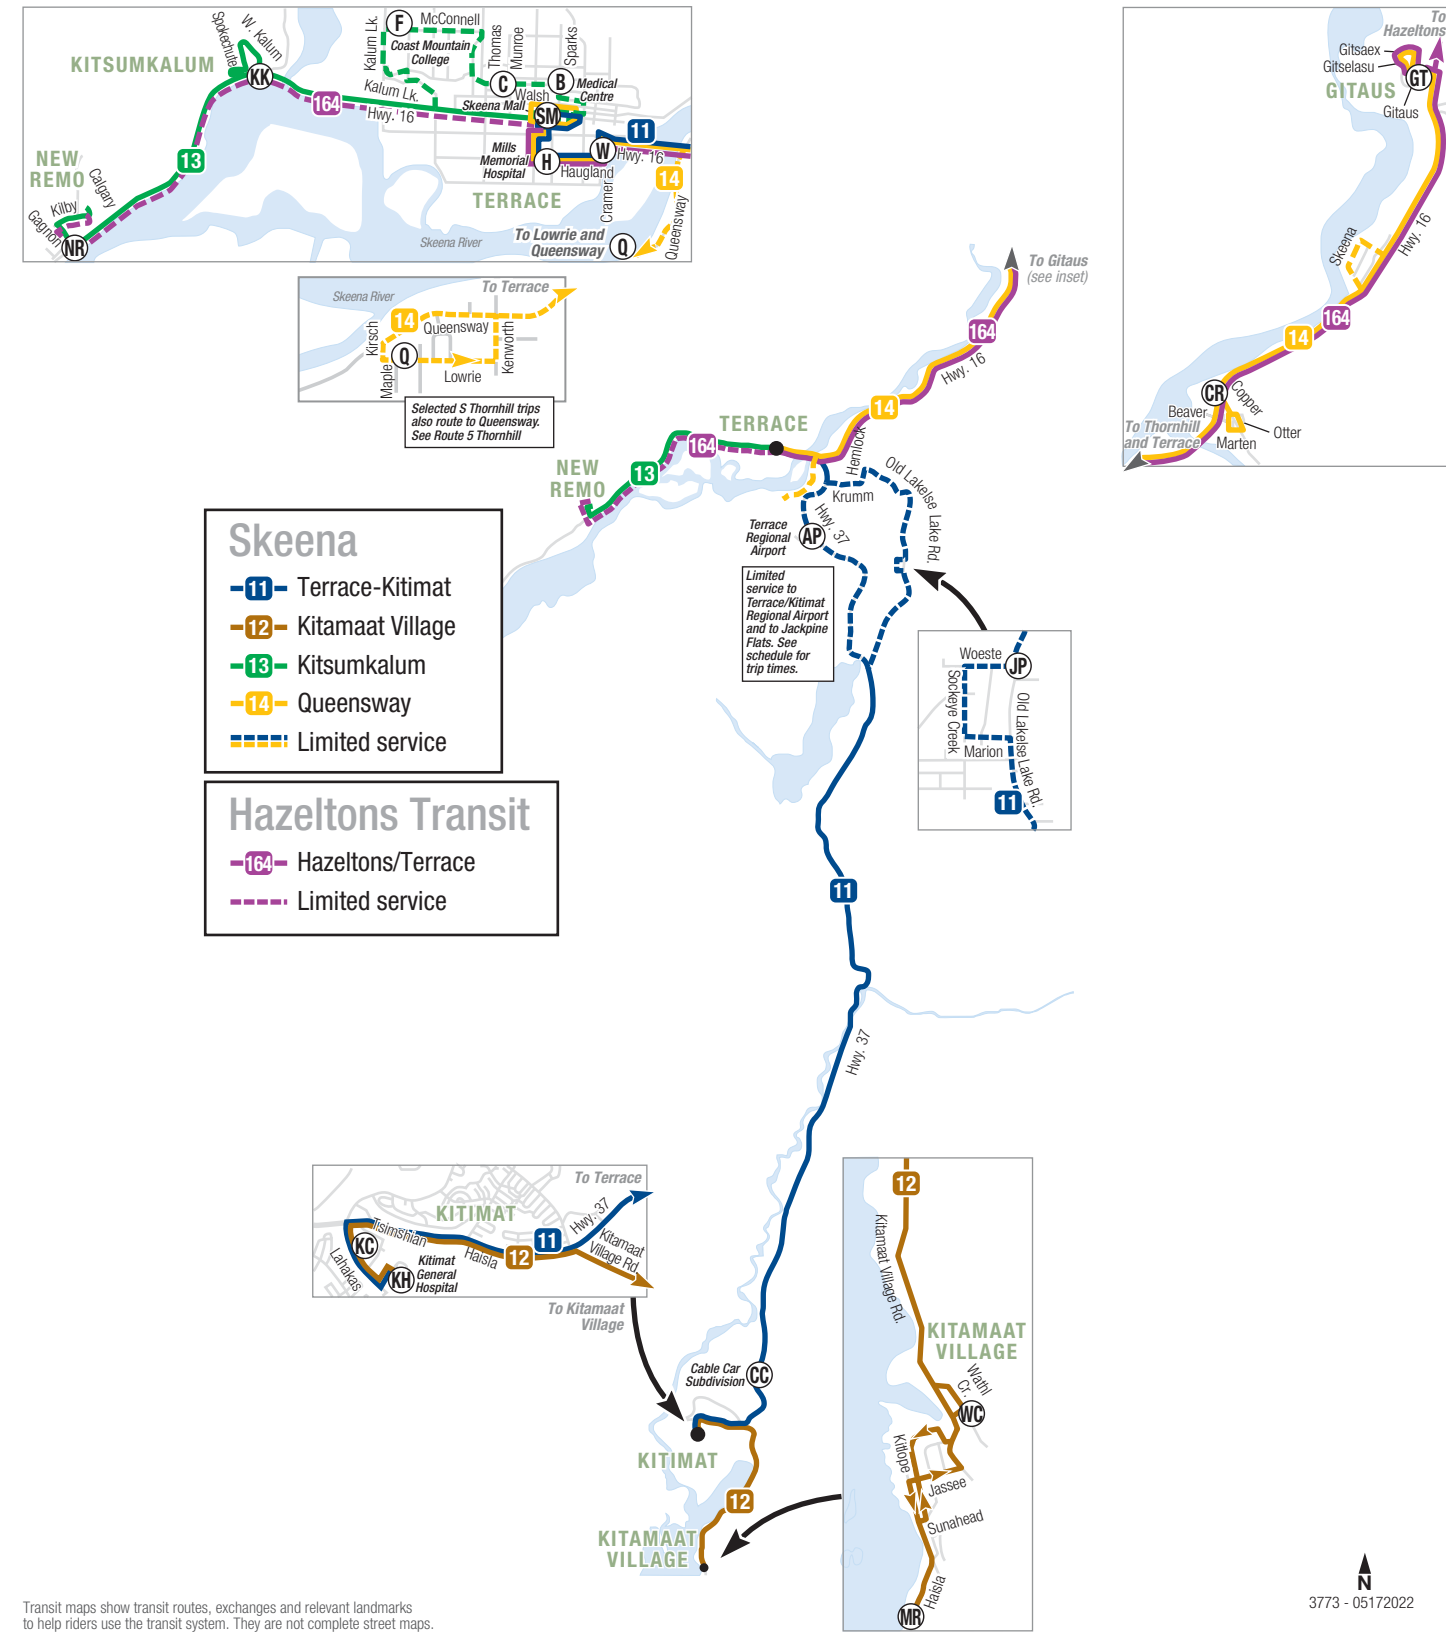 KITSUMKALUM
Spokechute
W. Kalum
KK
164
13
NEW
REMO
Calgary
Kilby
Gagnon
NR
Kalum Lk.
F
McConnell
Coast Mountain
College
Thomas
Munroe
Sparks
C
B
Medical
Centre
Kalum Lk.
Hwy. 16
Walsh
Skeena Mall
SM
Mills
Memorial
Hospital
H
W
11
Hwy. 16
Haugland
Cramer
14
Queensway
TERRACE
Skeena River
To Lowrie and
Queensway
Q
To
Hazeltons
Gitsaex
Gitselasu
GT
GITAUS
Gitaus
Skeena
Hwy. 16
164
14
CR
Copper
Beaver
Otter
Marten
To Thornhill
and Terrace
Skeena River
To Terrace
14
Queensway
Kirsch
Q
Kenworth
Maple
Lowrie
Selected S Thornhill trips
also route to Queensway.
See Route 5 Thornhill
To Gitaus
(see inset)
164
Hwy. 16
14
TERRACE
164
13
NEW
REMO
Hemlock
Krumm
Old Lakelse Lake Rd.
Hwy. 37
Terrace
Regional
Airport
AP
Limited
service to
Terrace/Kitimat
Regional Airport
and to Jackpine
Flats. See
schedule for
trip times.
Skeena
11 Terrace-Kitimat
12 Kitamaat Village
13 Kitsumkalum
14 Queensway
Limited service
Hazeltons Transit
164 Hazeltons/Terrace
Limited service
Woeste
JP
Sockeye Creek
Old Lakelse Lake Rd.
Marion
11
11
Hwy. 37
To Terrace
KITIMAT
Hwy. 37
11
Tsimshian
Haisla
12
Kitamaat
Village Rd.
KC
Lahakas
KH
Kitimat
General
Hospital
To Kitamaat
Village
Cable Car
Subdivision
CC
KITIMAT
12
KITAMAAT
VILLAGE
12
Kitamaat Village Rd.
KITAMAAT
VILLAGE
Wathl
Cr.
WC
Kitlope
Jassee
Sunahead
Haisla
MR
N
3773 - 05172022
Transit maps show transit routes, exchanges and relevant landmarks
to help riders use the transit system. They are not complete street maps.